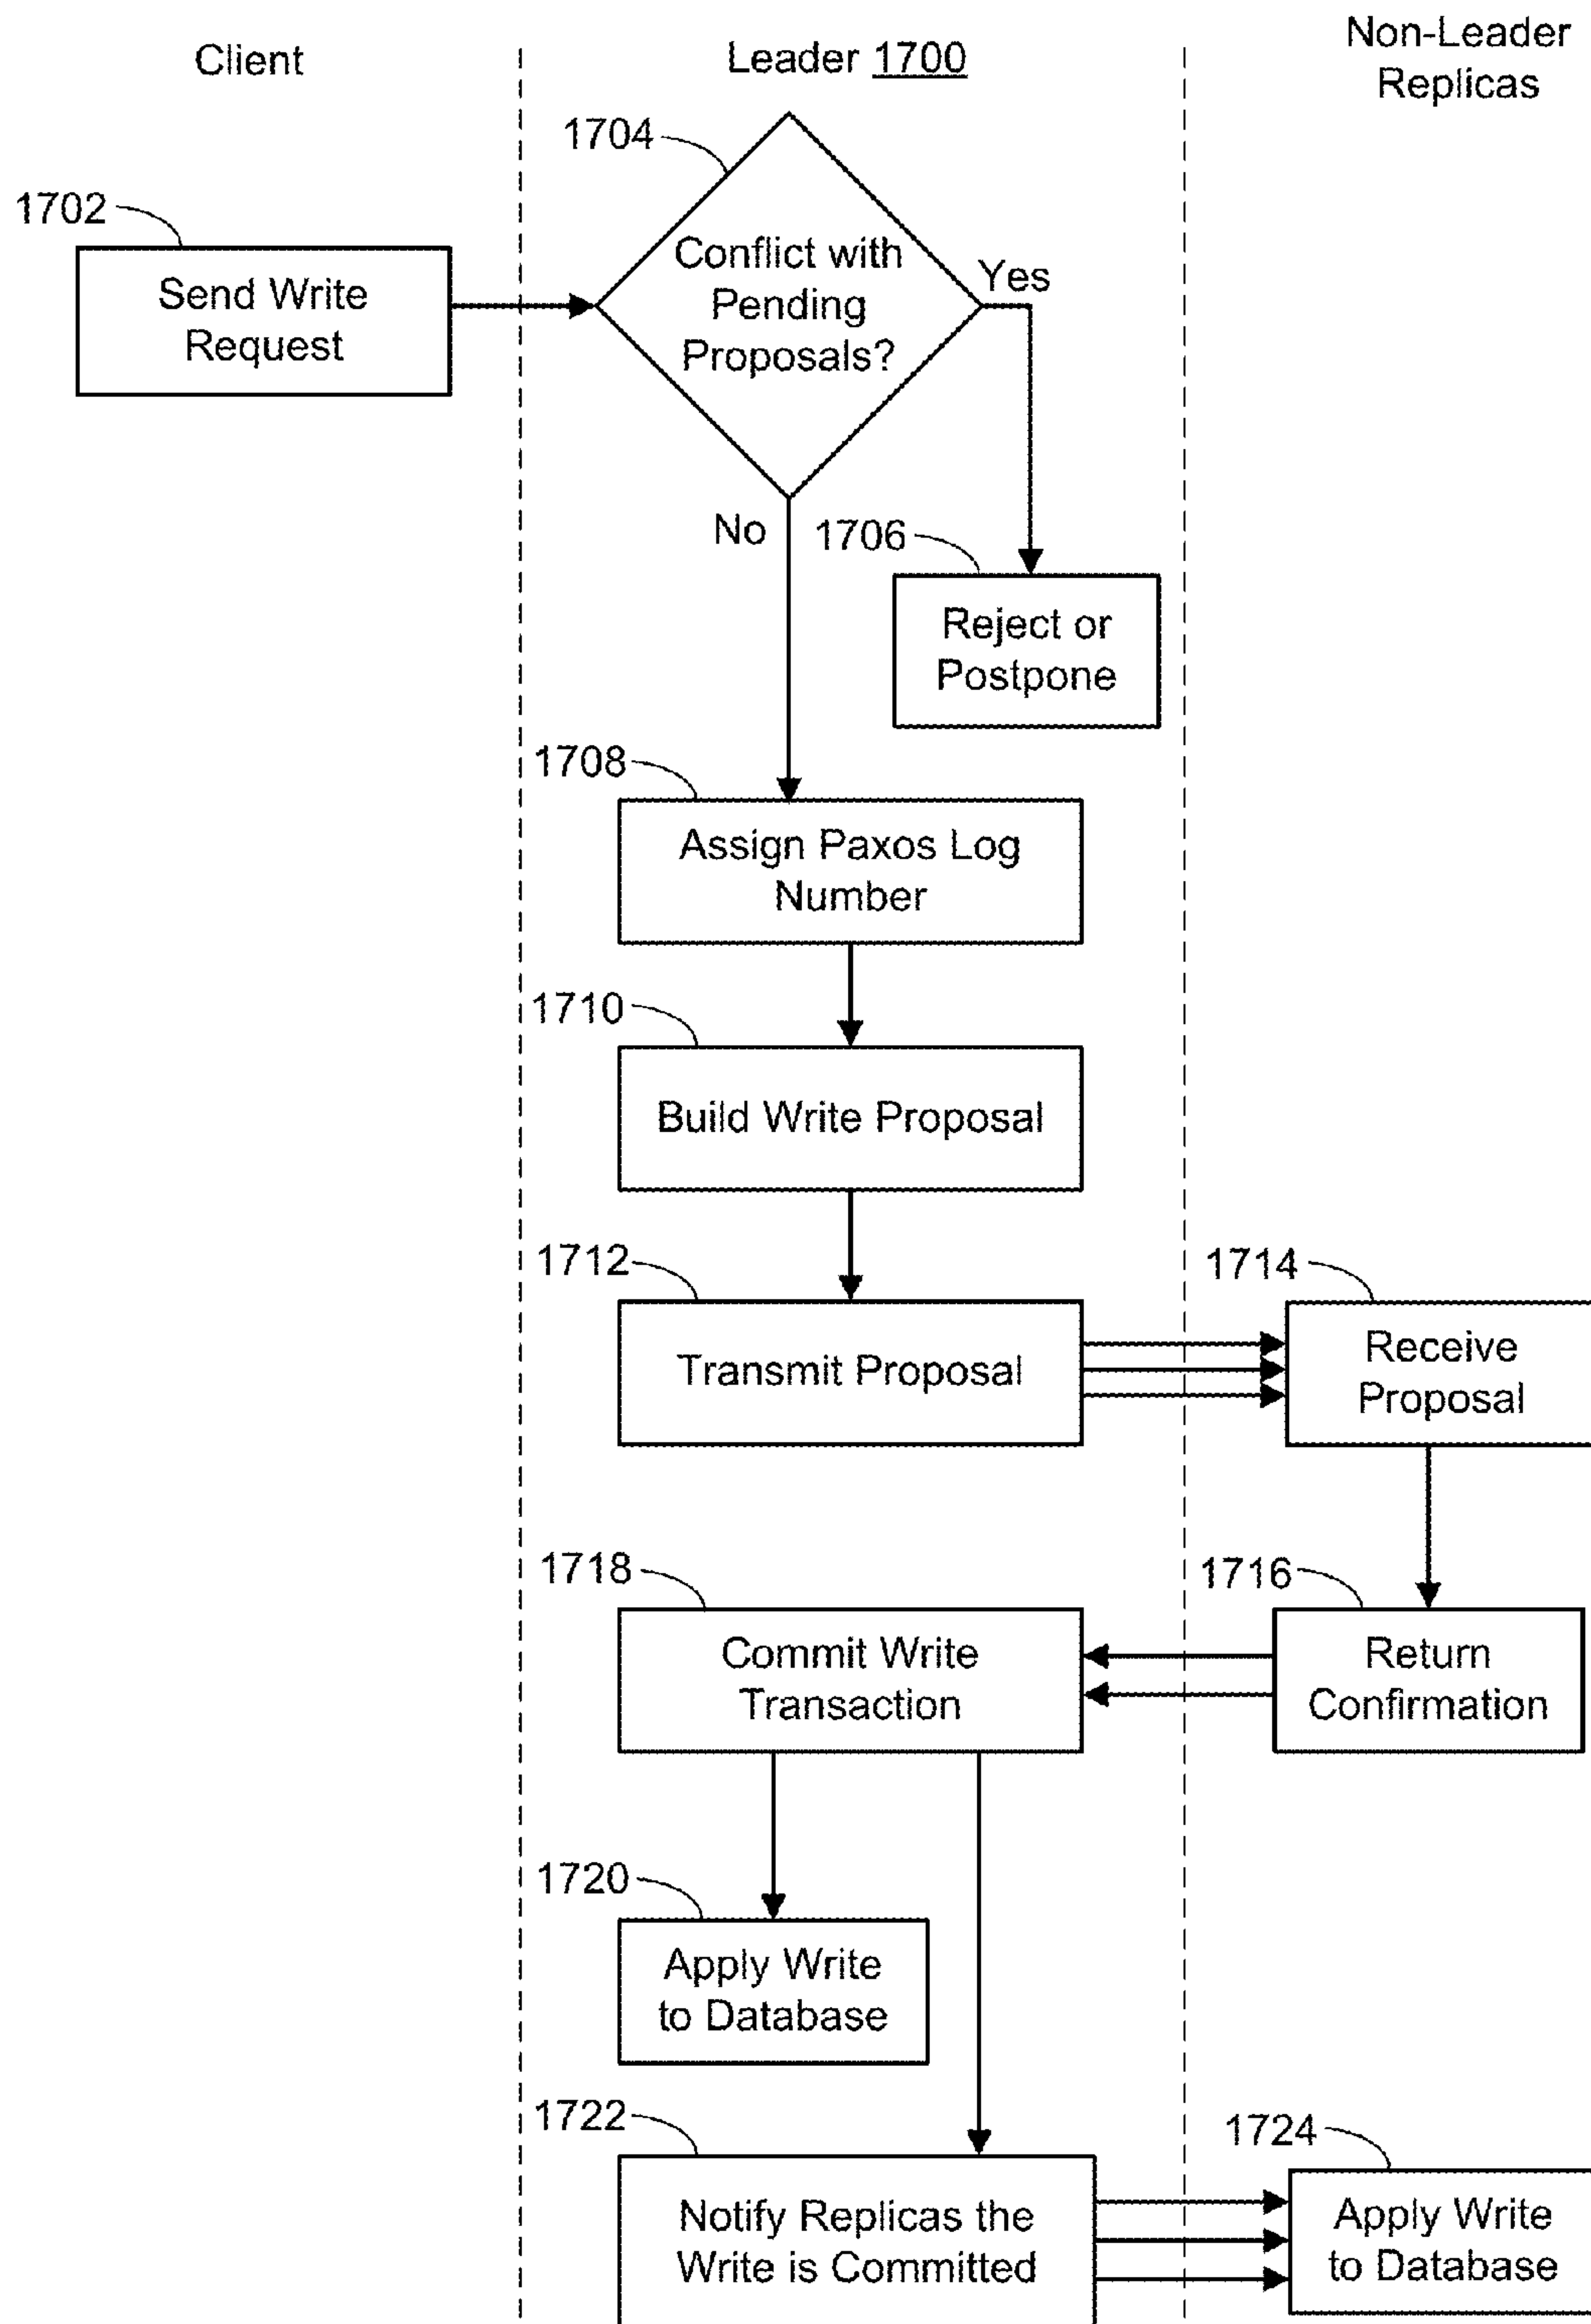 Client
Leader 1700
Non-Leader
Replicas
1704
1702
Send Write
Request
Conflict with
Pending
Proposals?
Yes
No
1706
Reject or
Postpone
1708
Assign Paxos Log
Number
1710
Build Write Proposal
1712
Transmit Proposal
1714
Receive
Proposal
1718
Commit Write
Transaction
1716
Return
Confirmation
1720
Apply Write
to Database
1722
Notify Replicas the
Write is Committed
1724
Apply Write
to Database